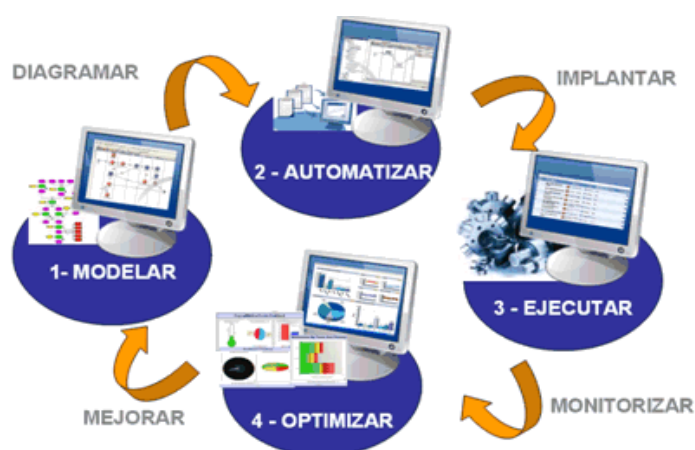 DIAGRAMAR
IMPLANTAR
2 - AUTOMATIZAR
1- MODELAR
3 - EJECUTAR
MEJORAR
4 - OPTIMIZAR
MONITORIZAR